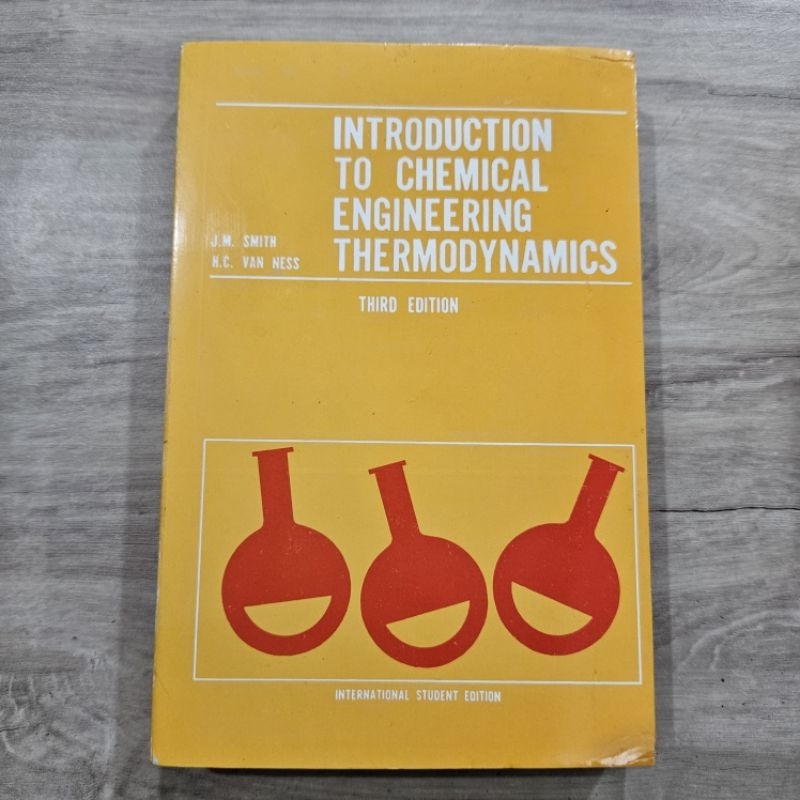 INTRODUCTION
TO CHEMICAL
ENGINEERING
THERMODYNAMICS
J.M. SMITH
H.C. VAN NESS
THIRD EDITION
INTERNATIONAL STUDENT EDITION